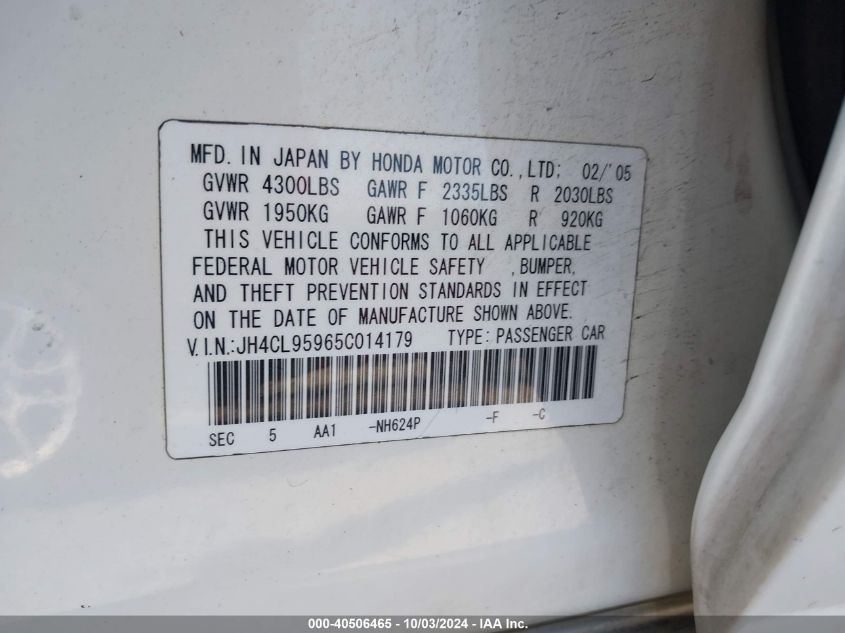 MFD. IN JAPAN BY HONDA MOTOR CO., LTD; 02/'05
GVWR 4300LBS GAWR F 2335LBS R 2030LBS
GVWR 1950KG GAWR F 1060KG R 920KG
THIS VEHICLE CONFORMS TO ALL APPLICABLE
FEDERAL MOTOR VEHICLE SAFETY , BUMPER,
AND THEFT PREVENTION STANDARDS IN EFFECT
ON THE DATE OF MANUFACTURE SHOWN ABOVE.
V.I.N.:JH4CL95965C014179 TYPE: PASSENGER CAR
SEC 5 AA1 -NH624P -F -C
000-40506465 - 10/03/2024 - IAA Inc.